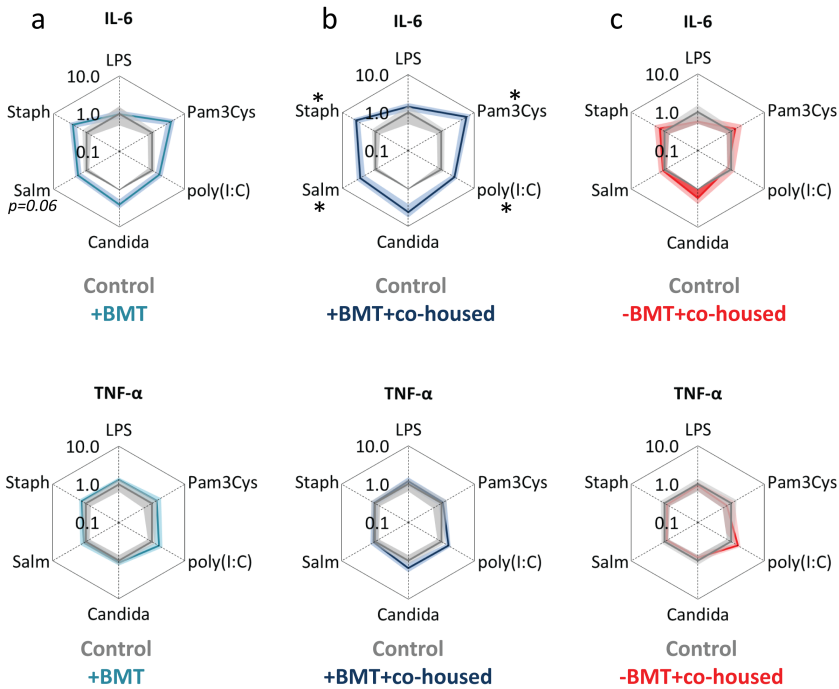 a
IL-6
LPS
10.0
1.0
0.1
Staph
Pam3Cys
Salm
p=0.06
poly(I:C)
Candida
Control
+BMT
b
IL-6
LPS
10.0
1.0
0.1
*
Staph
*
Pam3Cys
Salm
*
poly(I:C)
*
Candida
Control
+BMT+co-housed
c
IL-6
LPS
10.0
1.0
0.1
Staph
Pam3Cys
Salm
poly(I:C)
Candida
Control
-BMT+co-housed
TNF-α
LPS
10.0
1.0
0.1
Staph
Pam3Cys
Salm
poly(I:C)
Candida
Control
+BMT
TNF-α
LPS
10.0
1.0
0.1
Staph
Pam3Cys
Salm
poly(I:C)
Candida
Control
+BMT+co-housed
TNF-α
LPS
10.0
1.0
0.1
Staph
Pam3Cys
Salm
poly(I:C)
Candida
Control
-BMT+co-housed